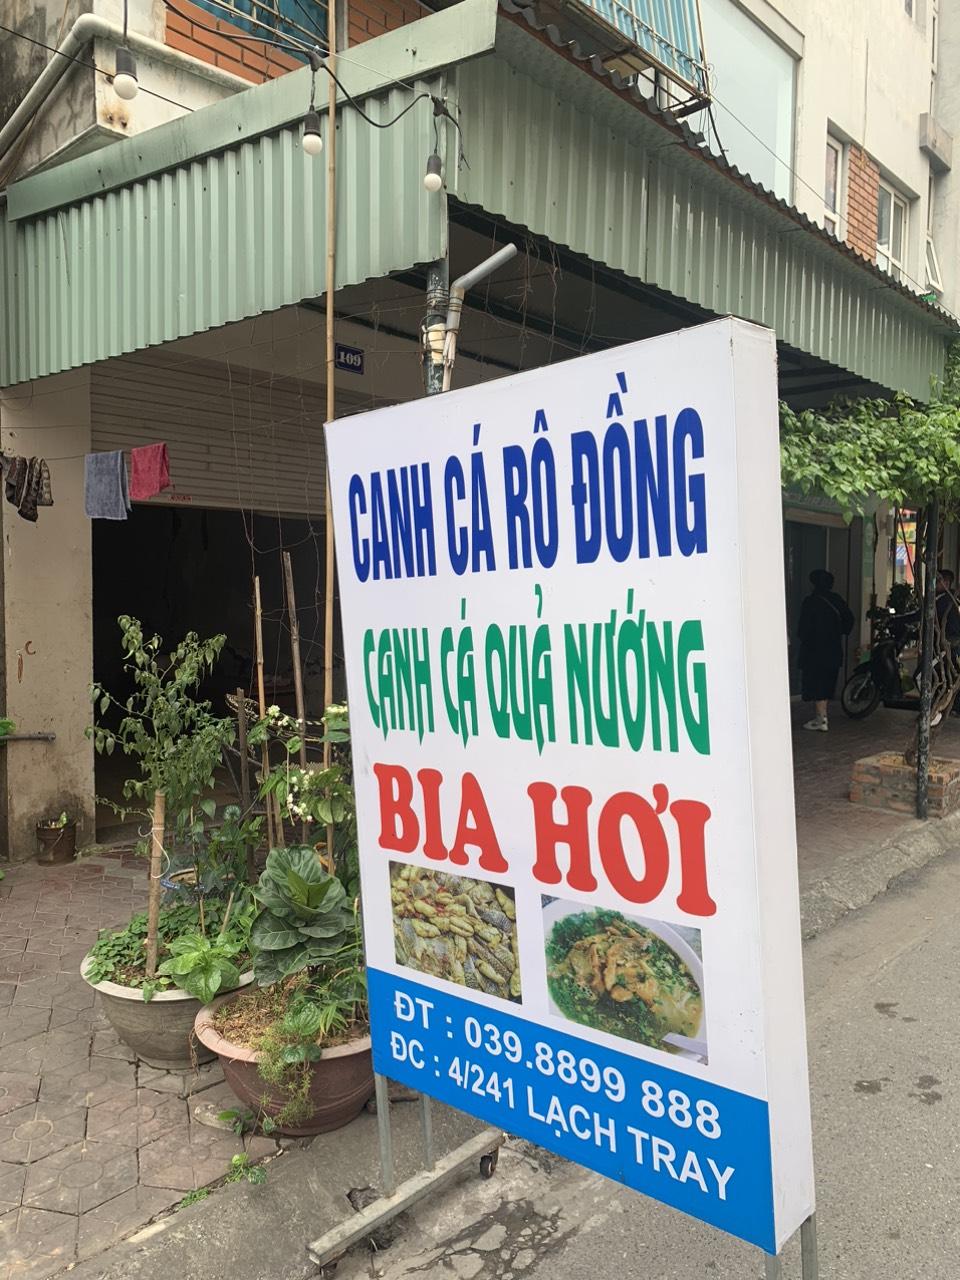 109
CANH CÁ RÔ ĐỒNG
CANH CÁ QUẢ NƯỚNG
BIA HƠI
ĐT : 039.8899 888
ĐC : 4/241 LẠCH TRAY